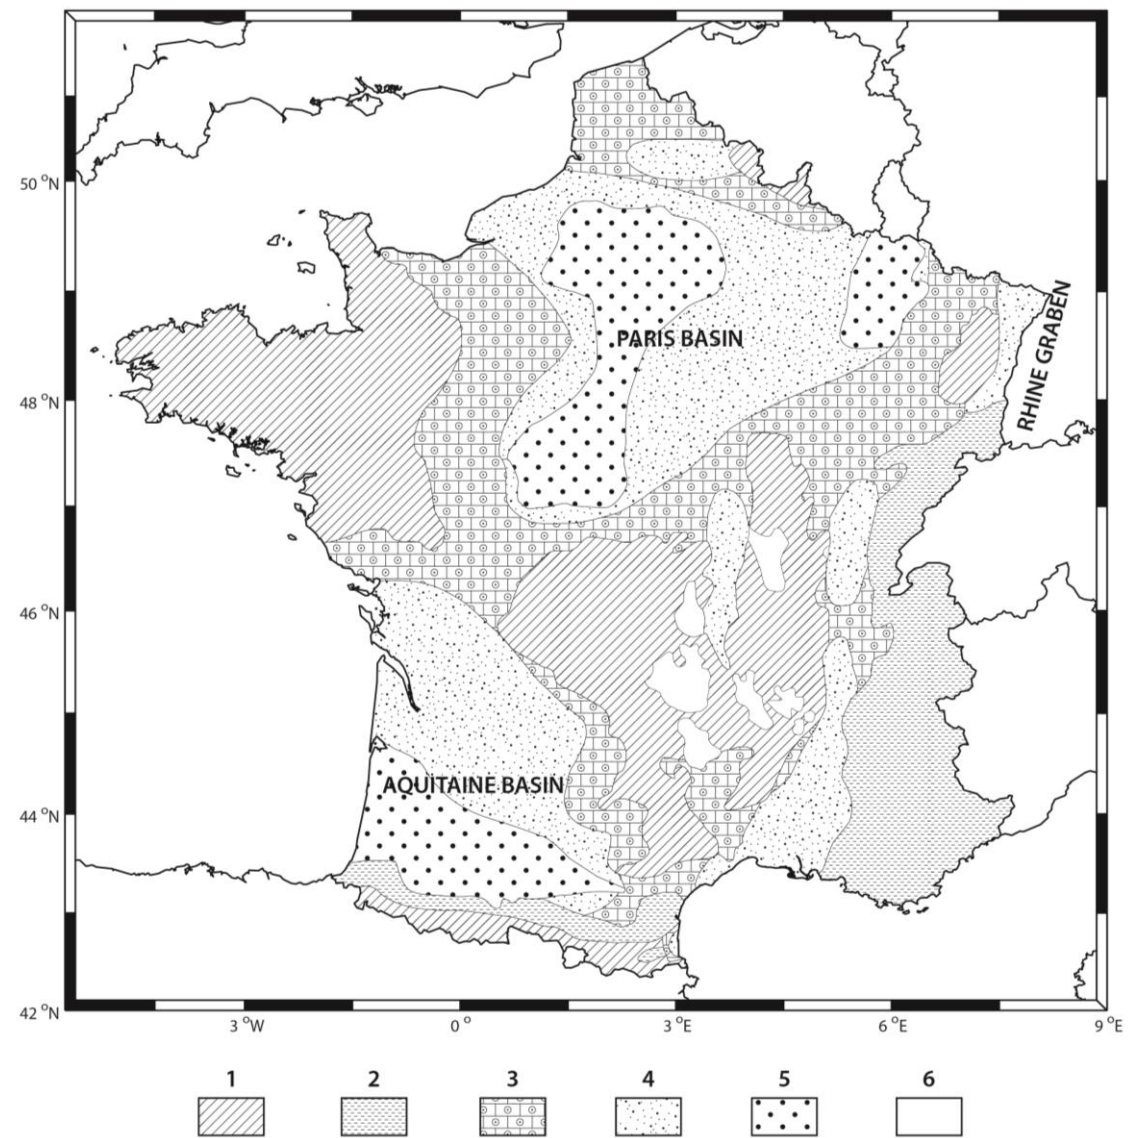 50 °N
PARIS BASIN
RHINE GRABEN
48 °N
46 °N
AQUITAINE BASIN
44 °N
42 °N
3 °W
0 °
3 °E
6 °E
9 °E
1
2
3
4
5
6